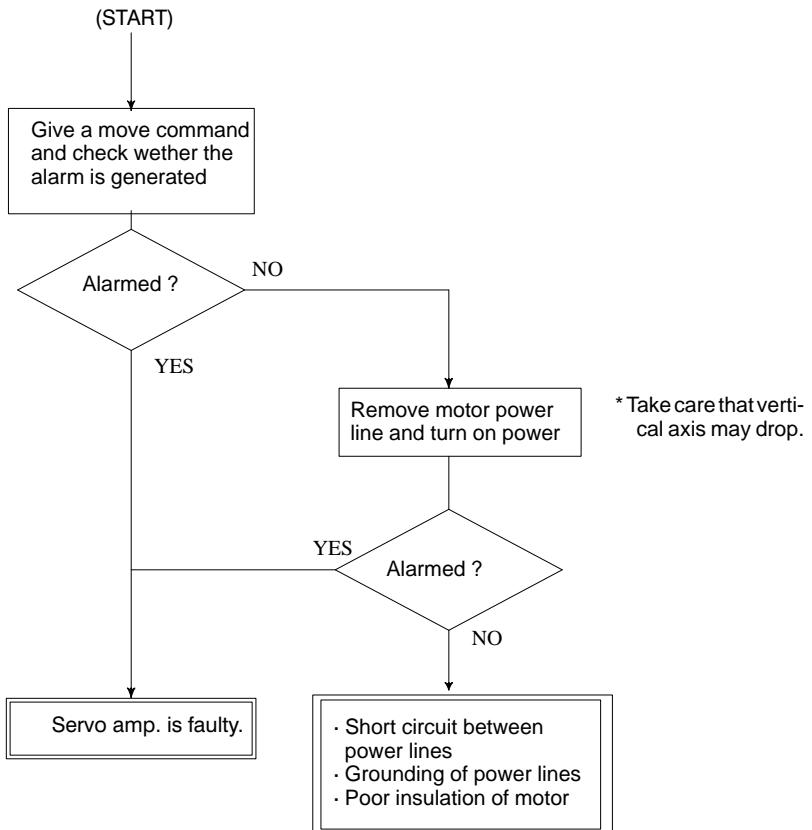 (START)
Give a move command
and check wether the
alarm is generated
Alarmed ?
NO
YES
Remove motor power
line and turn on power
* Take care that verti-
cal axis may drop.
YES
Alarmed ?
NO
Servo amp. is faulty.
· Short circuit between
power lines
· Grounding of power lines
· Poor insulation of motor